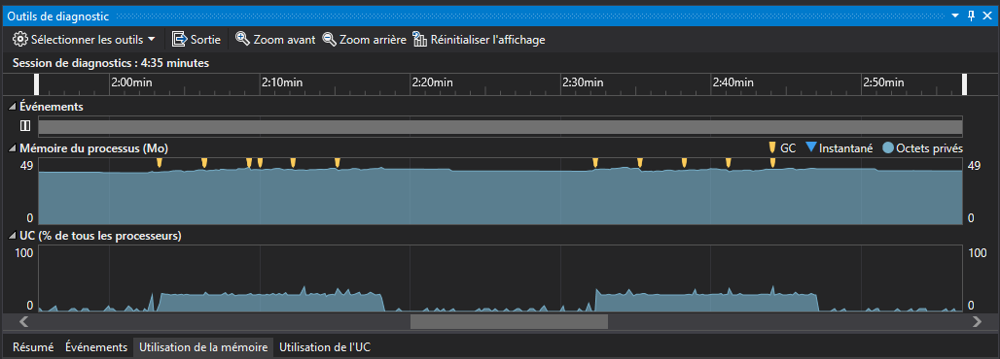 Outils de diagnostic
Sélectionner les outils Sortie Zoom avant Zoom arrière Réinitialiser l'affichage
Session de diagnostics : 4:35 minutes
2:00min 2:10min 2:20min 2:30min 2:40min 2:50min
Événements
Mémoire du processus (Mo) GC Instantané Octets privés
49 49
0 0
UC (% de tous les processeurs)
100 100
0 0
Résumé Événements Utilisation de la mémoire Utilisation de l'UC